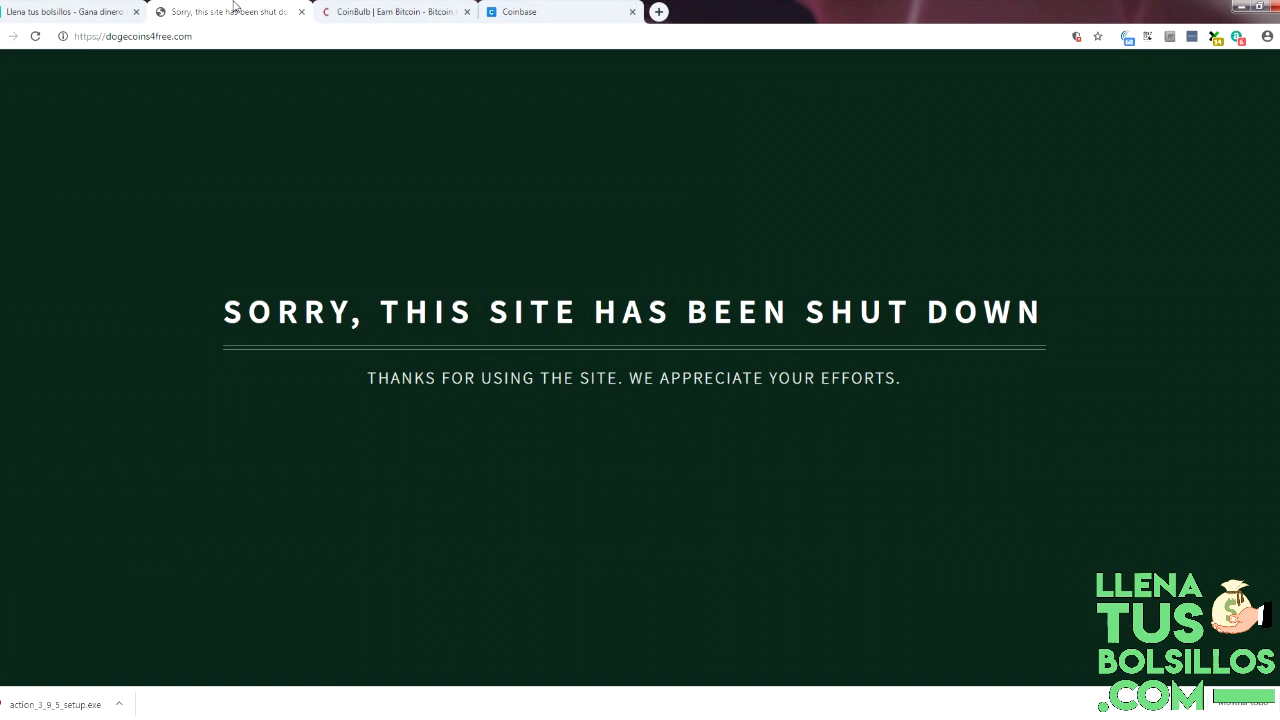 Llena tus bolsillos - Gana dinero
Sorry, this site has been shut do
CoinBulb | Earn Bitcoin - Bitcoin
Coinbase
https://dogecoins4free.com
SORRY, THIS SITE HAS BEEN SHUT DOWN
THANKS FOR USING THE SITE. WE APPRECIATE YOUR EFFORTS.
LLENA
TUS
BOLSILLOS
.COM
action_3_9_5_setup.exe